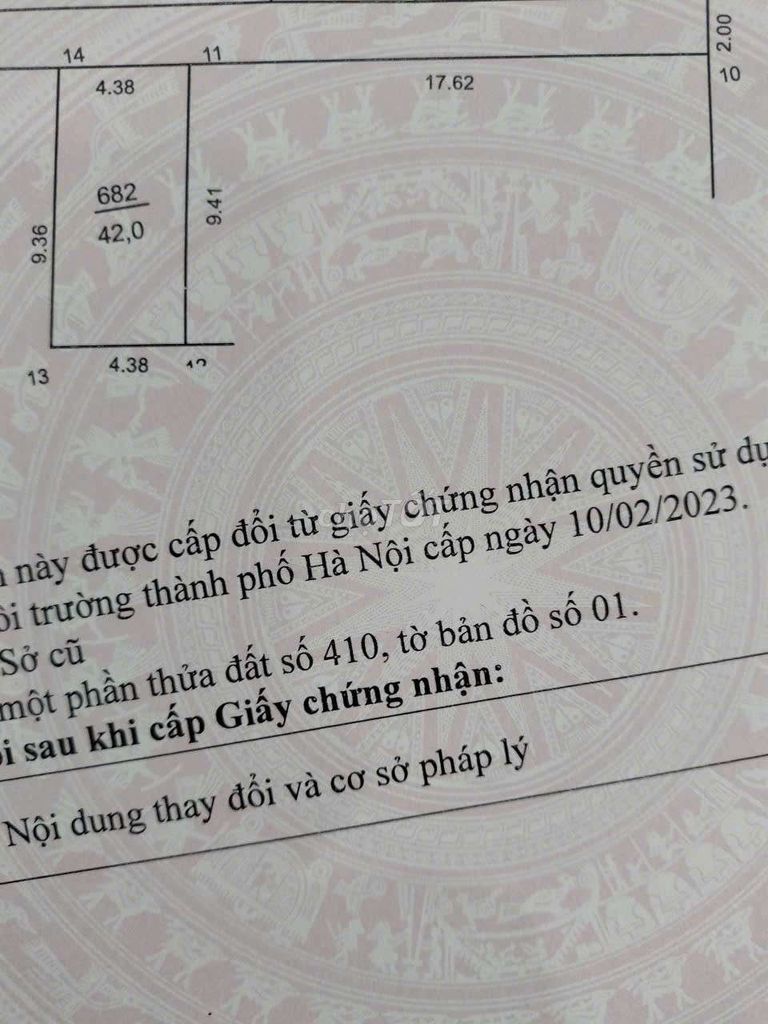 2.00
14 11
4.38 17.62 10
682
42,0
9.36
9.41
4.38
13
này được cấp đổi từ giấy chứng nhận quyền sử
trường thành phố Hà Nội cấp ngày 10/02/2023.
Sở cũ
một phần thửa đất số 410, tờ bản đồ số 01.
sau khi cấp Giấy chứng nhận:
Nội dung thay đổi và cơ sở pháp lý